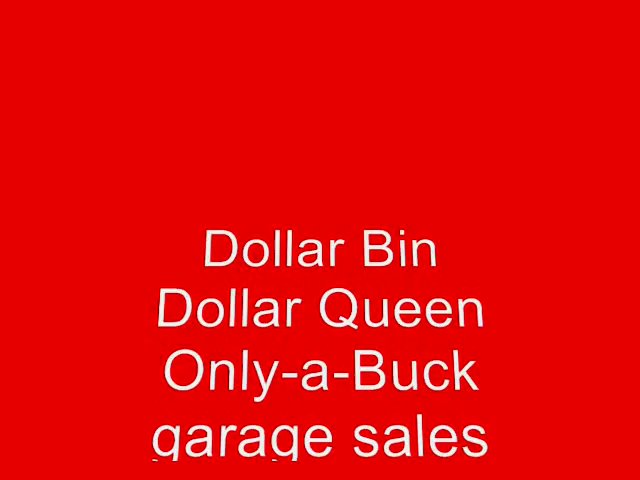 Dollar Bin
Dollar Queen
Only-a-Buck
garage sales